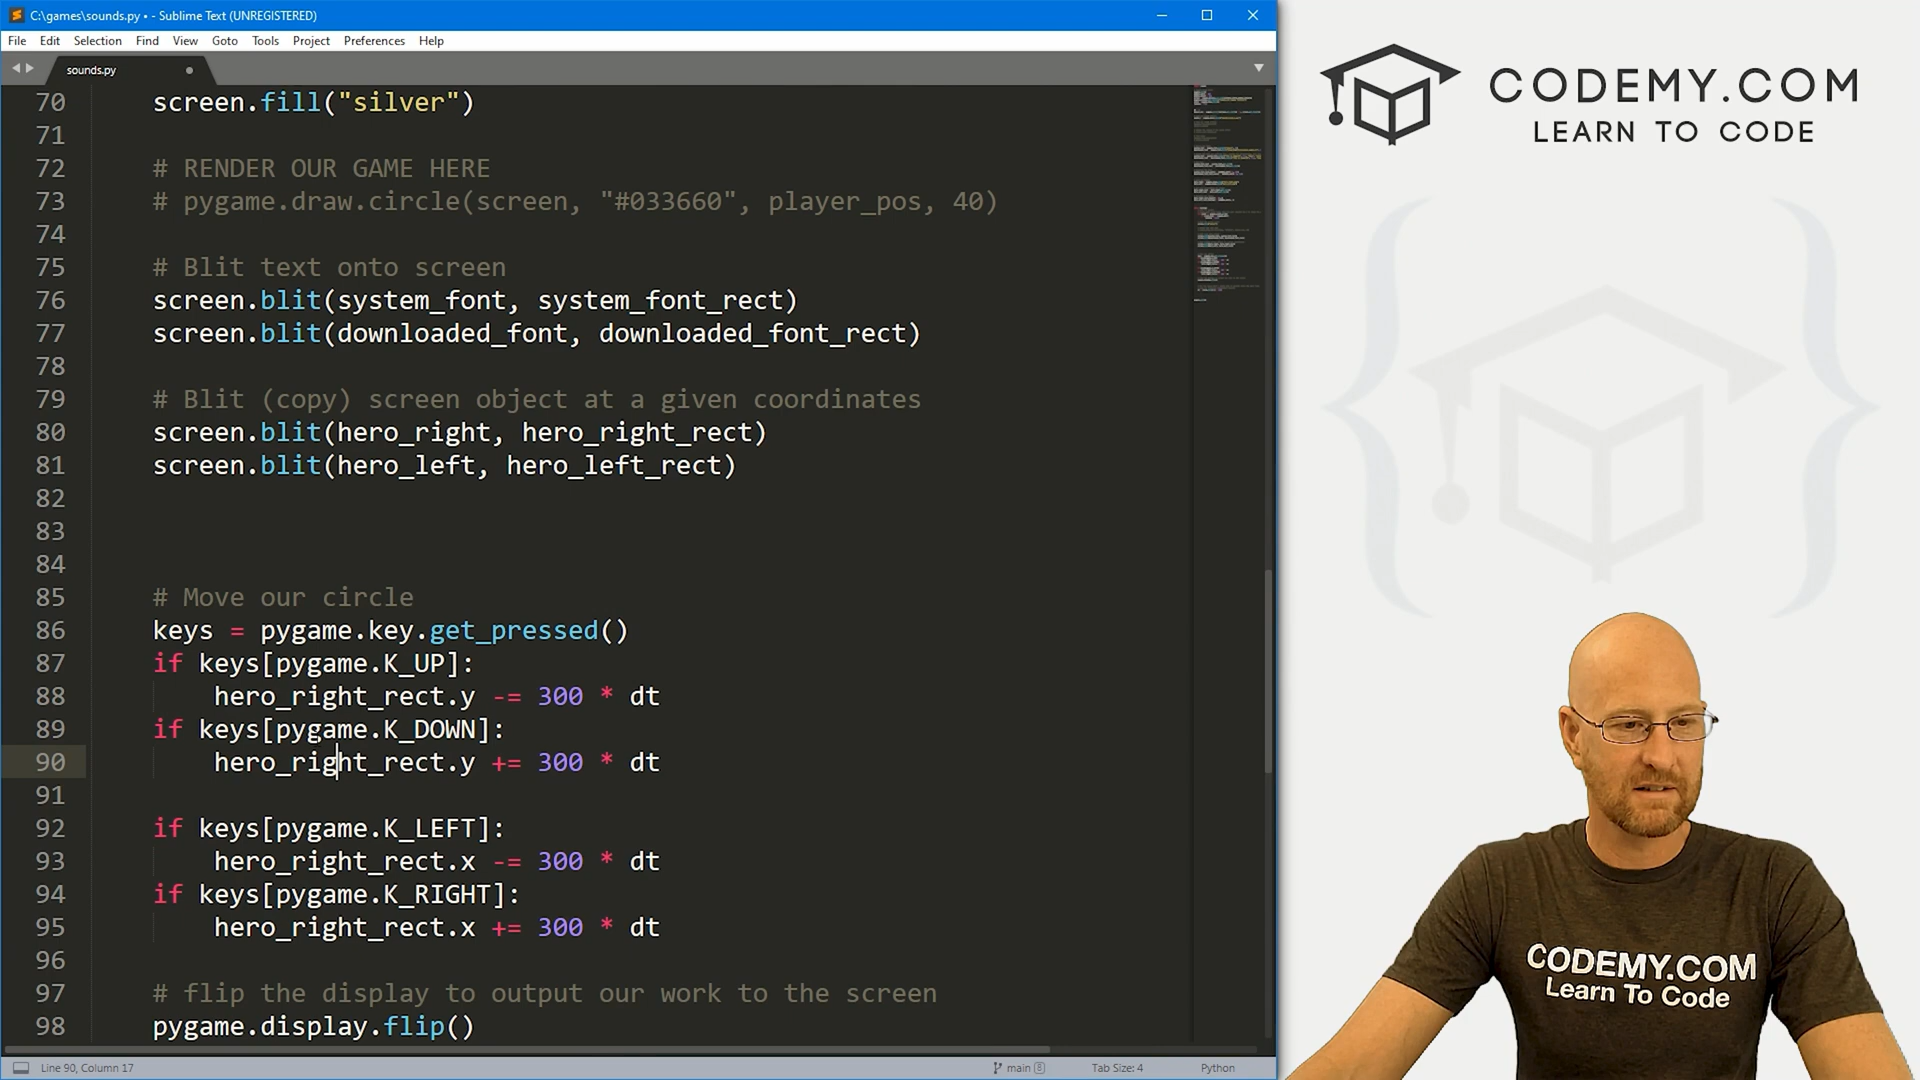 C:\games\sounds.py • - Sublime Text (UNREGISTERED)
File Edit Selection Find View Goto Tools Project Preferences Help
sounds.py
70 screen.fill("silver")
71
72 # RENDER OUR GAME HERE
73 # pygame.draw.circle(screen, "#033660", player_pos, 40)
74
75 # Blit text onto screen
76 screen.blit(system_font, system_font_rect)
77 screen.blit(downloaded_font, downloaded_font_rect)
78
79 # Blit (copy) screen object at a given coordinates
80 screen.blit(hero_right, hero_right_rect)
81 screen.blit(hero_left, hero_left_rect)
82
83
84
85 # Move our circle
86 keys = pygame.key.get_pressed()
87 if keys[pygame.K_UP]:
88 hero_right_rect.y -= 300 * dt
89 if keys[pygame.K_DOWN]:
90 hero_right_rect.y += 300 * dt
91
92 if keys[pygame.K_LEFT]:
93 hero_right_rect.x -= 300 * dt
94 if keys[pygame.K_RIGHT]:
95 hero_right_rect.x += 300 * dt
96
97 # flip the display to output our work to the screen
98 pygame.display.flip()
Line 90, Column 17
main 8
Tab Size: 4
Python
CODEMY.COM
LEARN TO CODE
CODEMY.COM
Learn To Code